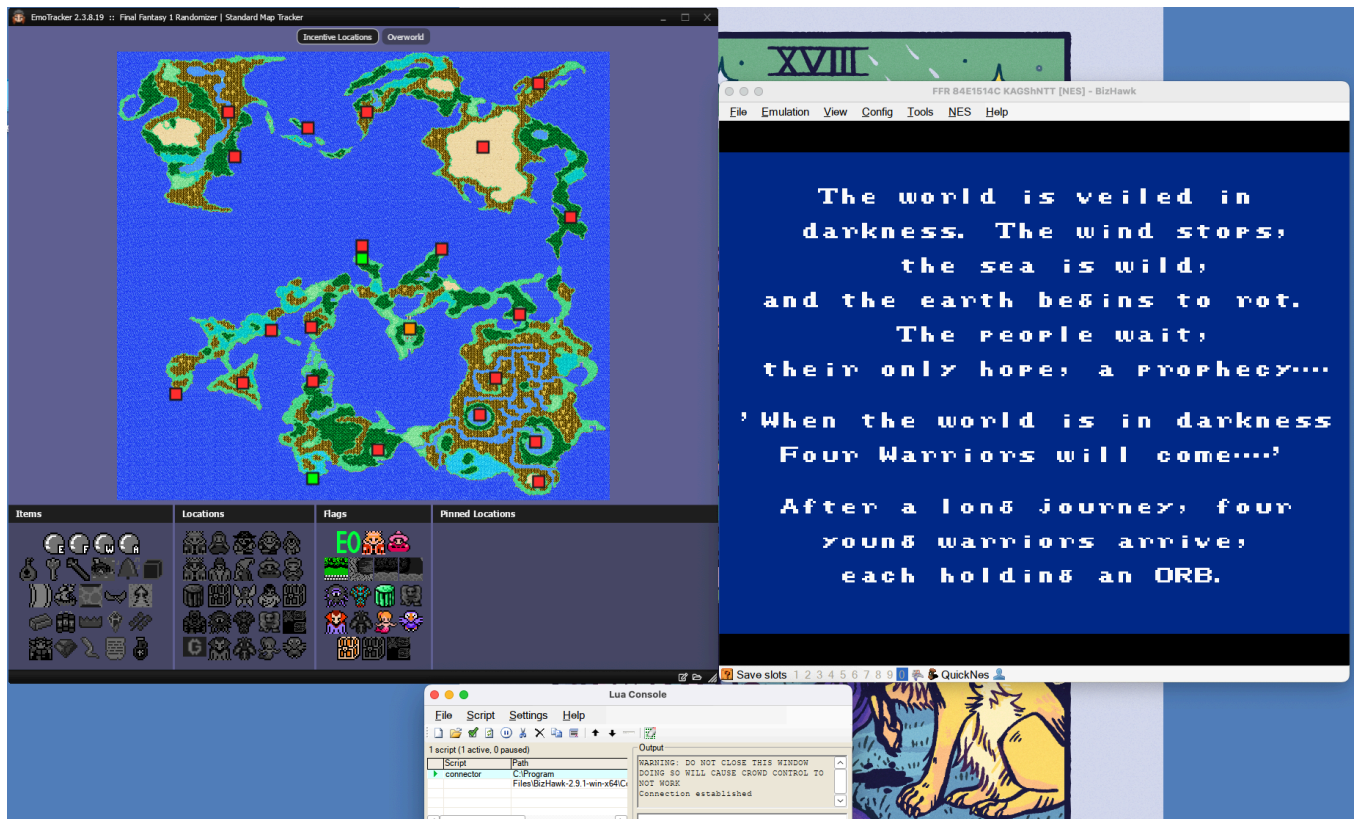 EmoTracker 2.3.8.19 :: Final Fantasy 1 Randomizer | Standard Map Tracker
Incentive Locations
Overworld
Items
Locations
Flags
Pinned Locations
E
F
W
A
EO
G
XVIII
FFR 84E1514C KAGShNTT [NES] - BizHawk
File Emulation View Config Tools NES Help
The world is veiled in
darkness. The wind stops,
the sea is wild,
and the earth begins to rot.
The people wait,
their only hope, a prophecy....
'When the world is in darkness
Four Warriors will come....'
After a long journey, four
young warriors arrive,
each holding an ORB.
Save slots 1 2 3 4 5 6 7 8 9 0 QuickNes
Lua Console
File Script Settings Help
1 script (1 active, 0 paused)
Script Path
connector C:\Program
Files\BizHawk-2.9.1-win-x64\
Output
WARNING: DO NOT CLOSE THIS WINDOW
DOING SO WILL CAUSE CROWD CONTROL TO
NOT WORK
Connection established